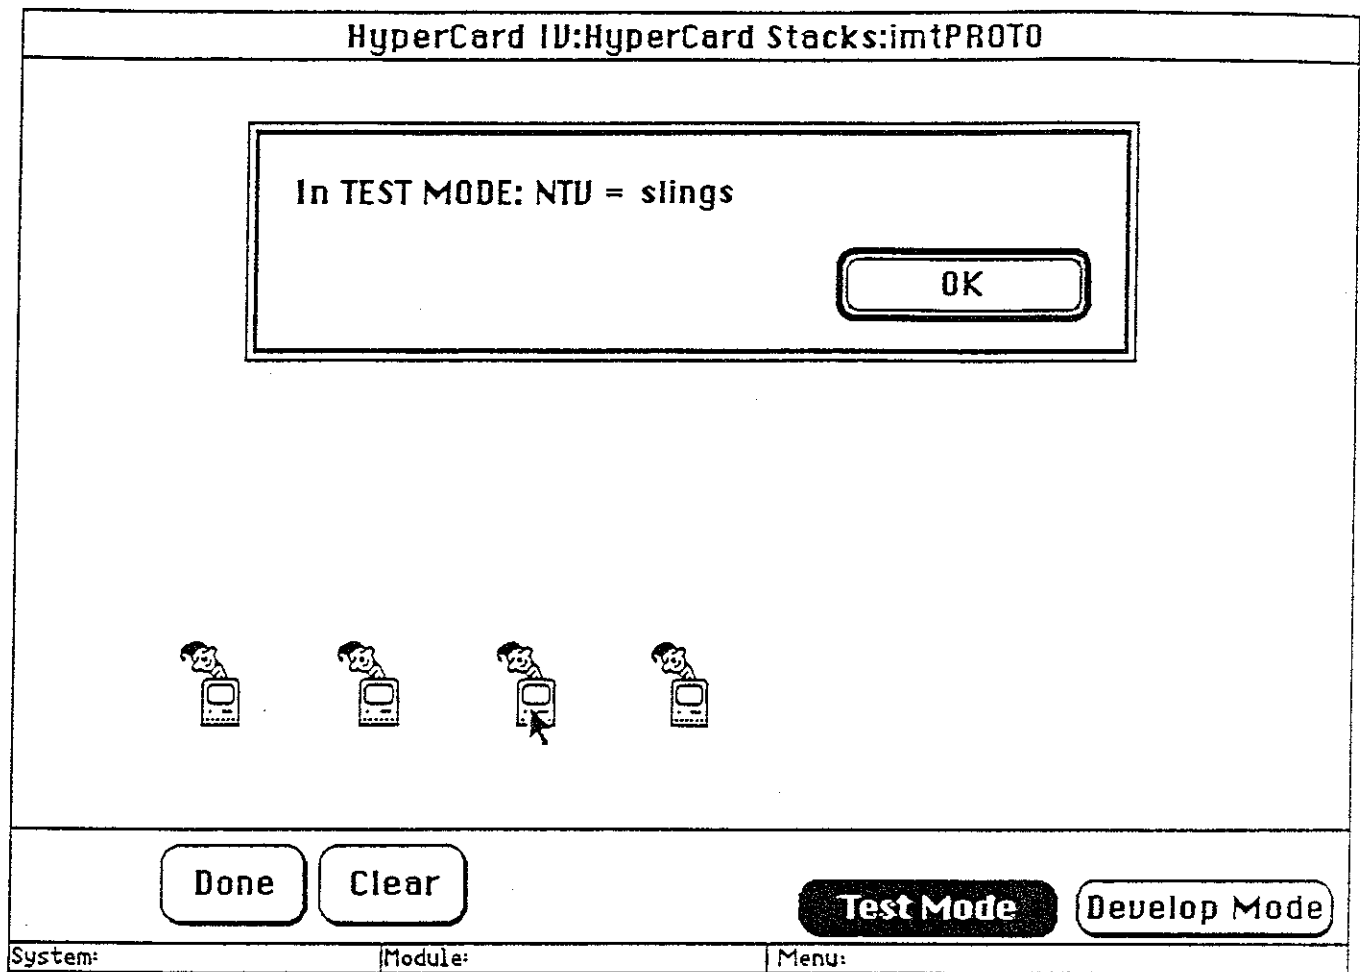 HyperCard IV:HyperCard Stacks:imtPROTO
In TEST MODE: NTV = slings
OK
Done
Clear
Test Mode
Develop Mode
System:
Module:
Menu: